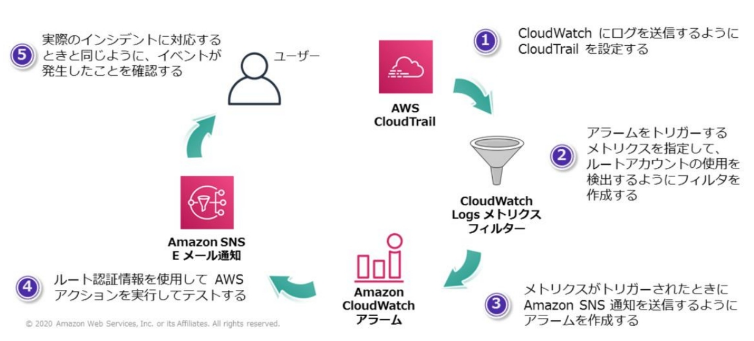 5
実際のインシデントに対応する
ときと同じように、イベントが
発生したことを確認する
ユーザー
1
CloudWatch にログを送信するように
CloudTrail を設定する
AWS
CloudTrail
2
アラームをトリガーする
メトリクスを指定して、
ルートアカウントの使用を
検出するようにフィルタを
作成する
CloudWatch
Logs メトリクス
フィルター
Amazon SNS
E メール通知
4
ルート認証情報を使用して AWS
アクションを実行してテストする
Amazon
CloudWatch
アラーム
3
メトリクスがトリガーされたときに
Amazon SNS 通知を送信するように
アラームを作成する
© 2020 Amazon Web Services, Inc. or its Affiliates. All rights reserved.